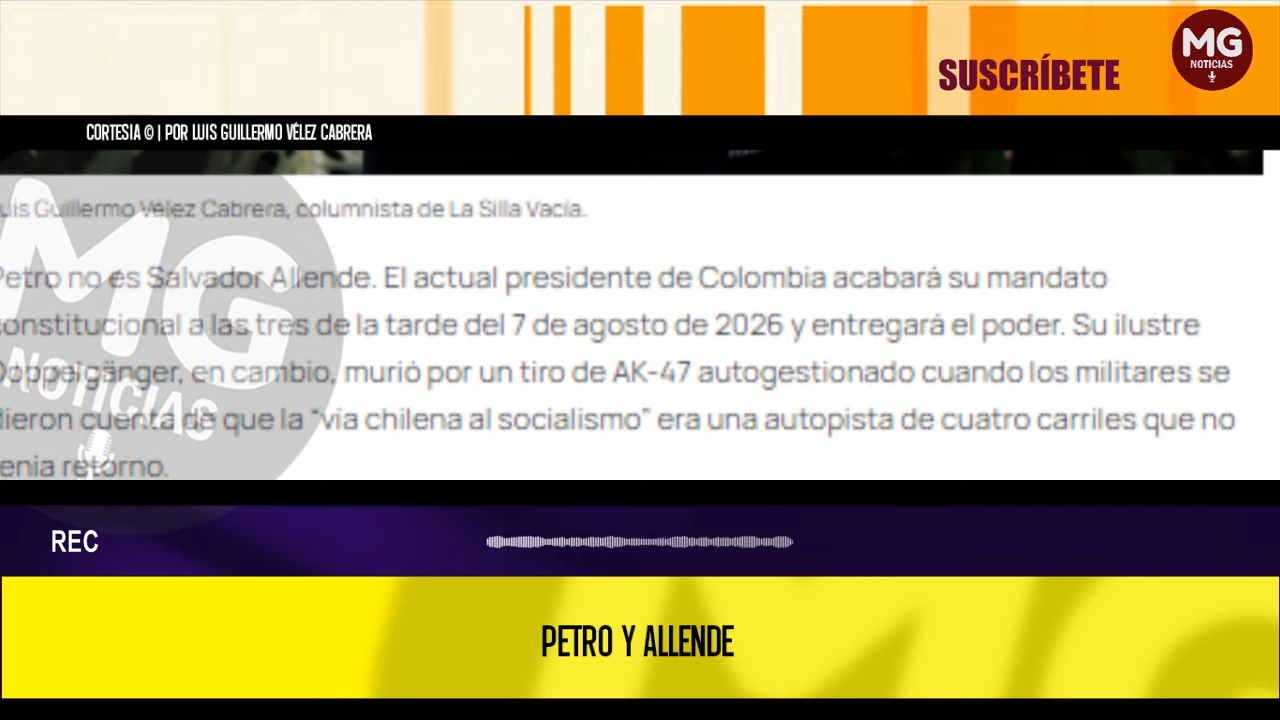 MG
NOTICIAS
SUSCRÍBETE
CORTESIA © | POR LUIS GUILLERMO VÉLEZ CABRERA
uis Guillermo Vélez Cabrera, columnista de La Silla Vacía.
Petro no es Salvador Allende. El actual presidente de Colombia acabará su mandato
constitucional a las tres de la tarde del 7 de agosto de 2026 y entregará el poder. Su ilustre
Doppelgänger, en cambio, murió por un tiro de AK-47 autogestionado cuando los militares se
dieron cuenta de que la “vía chilena al socialismo” era una autopista de cuatro carriles que no
enia retorno.
MG
NOTICIAS
REC
PETRO Y ALLENDE